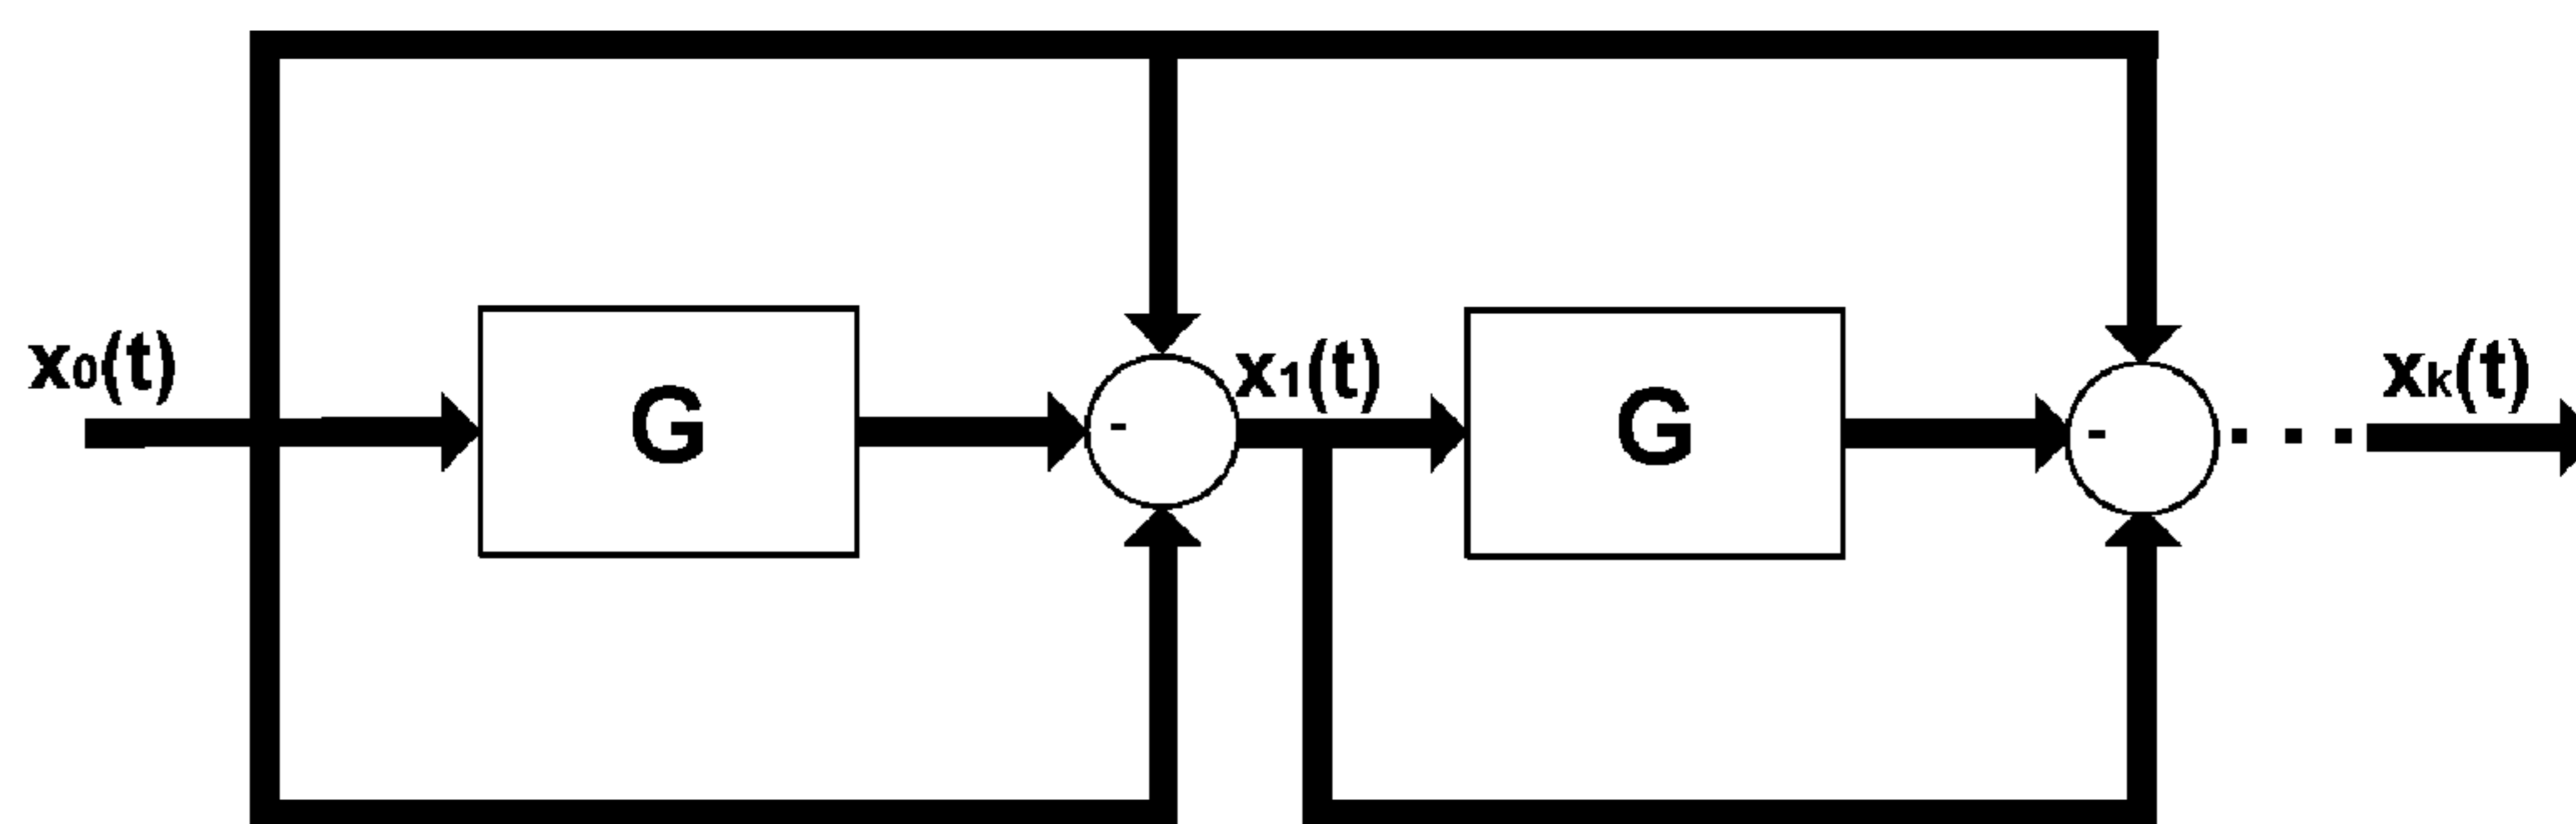 x₀(t)
G
-
x₁(t)
G
-
. . .
xₖ(t)